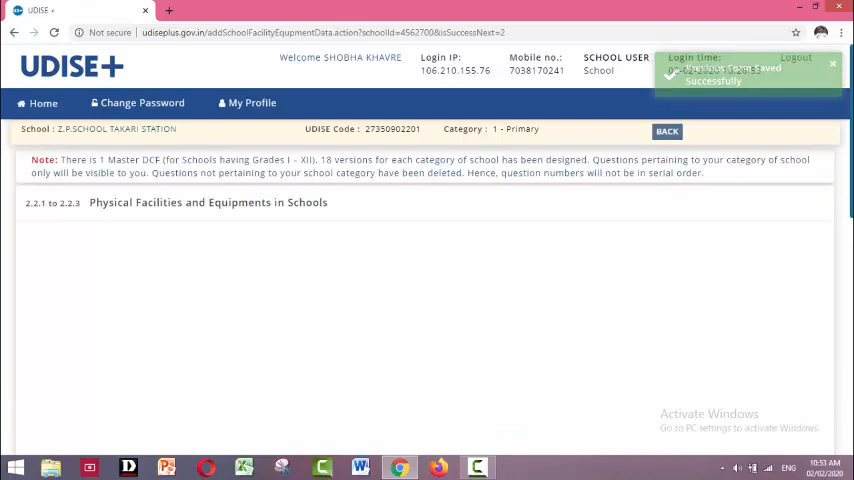 UDISE +
Not secure
udiseplus.gov.in/addSchoolFacilityEqupmentData.action?schoolId=4562700&isSuccessNext=2
UDISE+
Welcome SHOBHA KHAVRE
Login IP:
106.210.155.76
Mobile no.:
7038170241
SCHOOL USER
School
Login time:
Logout
Previous Form Saved
Successfully
Home
Change Password
My Profile
School : Z.P.SCHOOL TAKARI STATION
UDISE Code : 27350902201
Category : 1 - Primary
BACK
Note: There is 1 Master DCF (for Schools having Grades I – XII), 18 versions for each category of school has been designed. Questions pertaining to your category of school
only will be visible to you. Questions not pertaining to your school category have been deleted. Hence, question numbers will not be in serial order.
2.2.1 to 2.2.3 Physical Facilities and Equipments in Schools
Activate Windows
Go to PC settings to activate Windows.
ENG
10:53 AM
02/02/2020